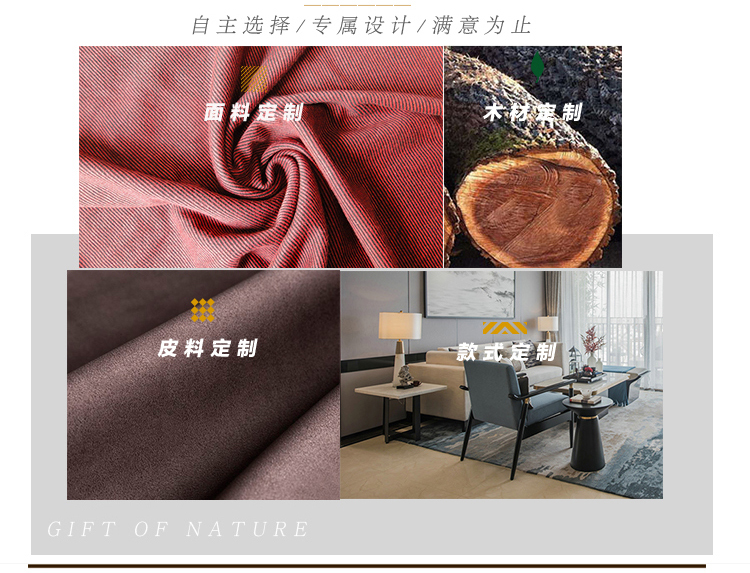 自主选择/专属设计/满意为止
面料定制
木材定制
皮料定制
款式定制
GIFT OF NATURE